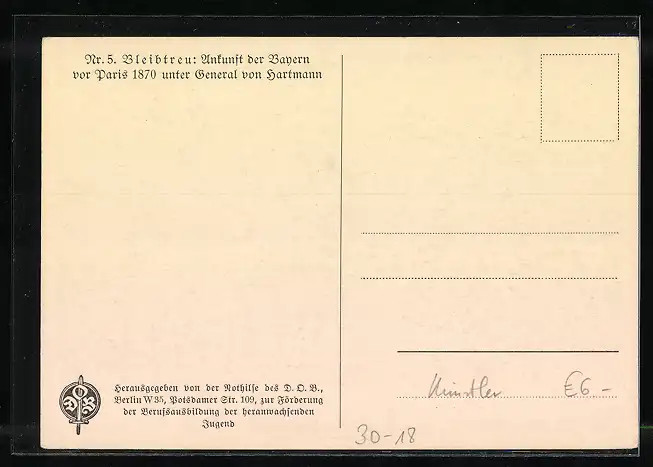 Nr. 5. Bleibtreu: Ankunft der Bayern
vor Paris 1870 unter General von Hartmann
Herausgegeben von der Nothilfe des D. O. B.,
Berlin W 35, Potsdamer Str. 109, zur Förderung
der Berufsausbildung der heranwachsenden
Jugend
Künstler €6.-
30-18